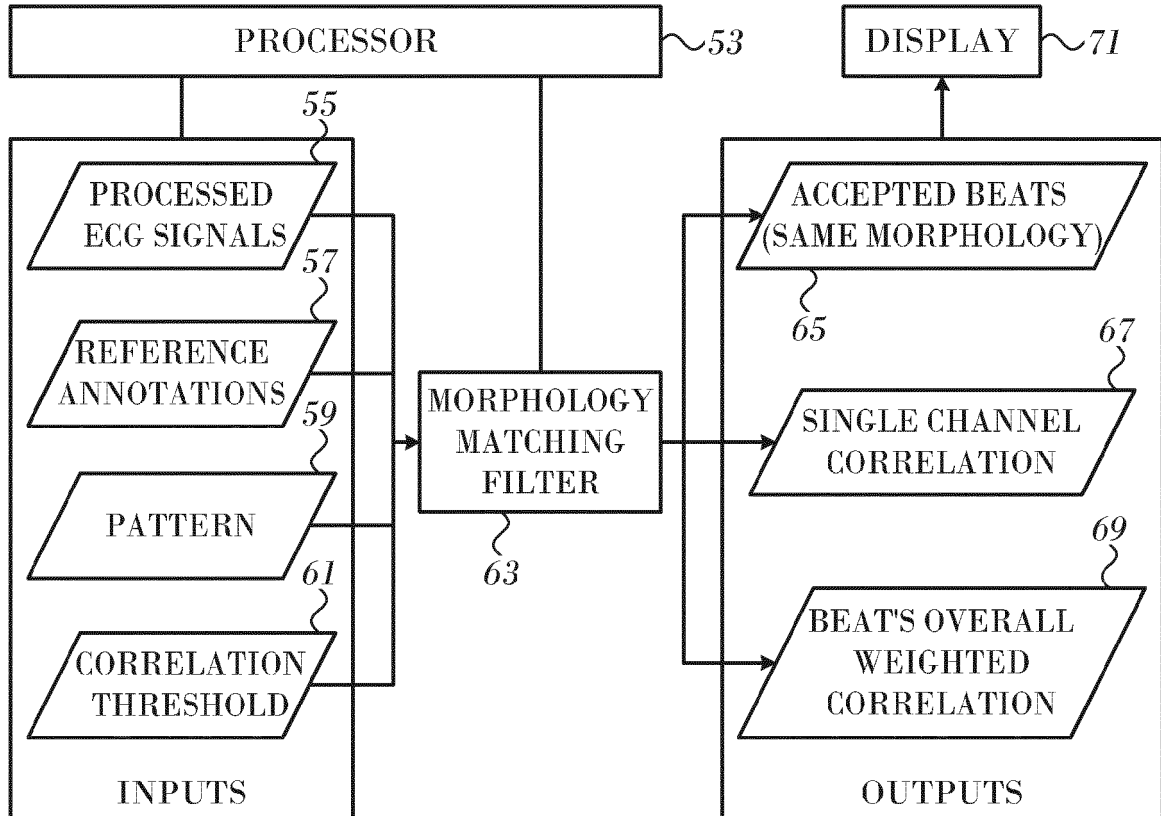 PROCESSOR
53
DISPLAY
71
55
PROCESSED
ECG SIGNALS
57
REFERENCE
ANNOTATIONS
59
PATTERN
61
CORRELATION
THRESHOLD
INPUTS
MORPHOLOGY
MATCHING
FILTER
63
ACCEPTED BEATS
(SAME MORPHOLOGY)
65
67
SINGLE CHANNEL
CORRELATION
69
BEAT'S OVERALL
WEIGHTED
CORRELATION
OUTPUTS